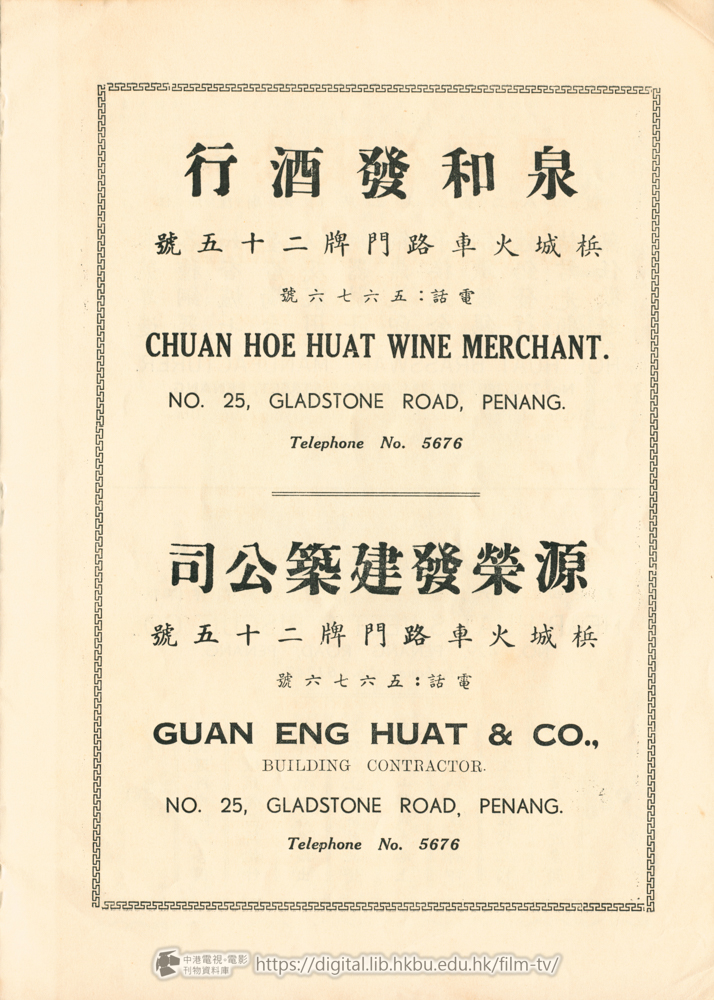 泉和發酒行
梹城火車路門牌二十五號
電話：五六七六號
CHUAN HOE HUAT WINE MERCHANT.
NO. 25, GLADSTONE ROAD, PENANG.
Telephone No. 5676
源榮發建築公司
梹城火車路門牌二十五號
電話：五六七六號
GUAN ENG HUAT & CO.,
BUILDING CONTRACTOR.
NO. 25, GLADSTONE ROAD, PENANG.
Telephone No. 5676
中港電視·電影
刊物資料庫
https://digital.lib.hkbu.edu.hk/film-tv/